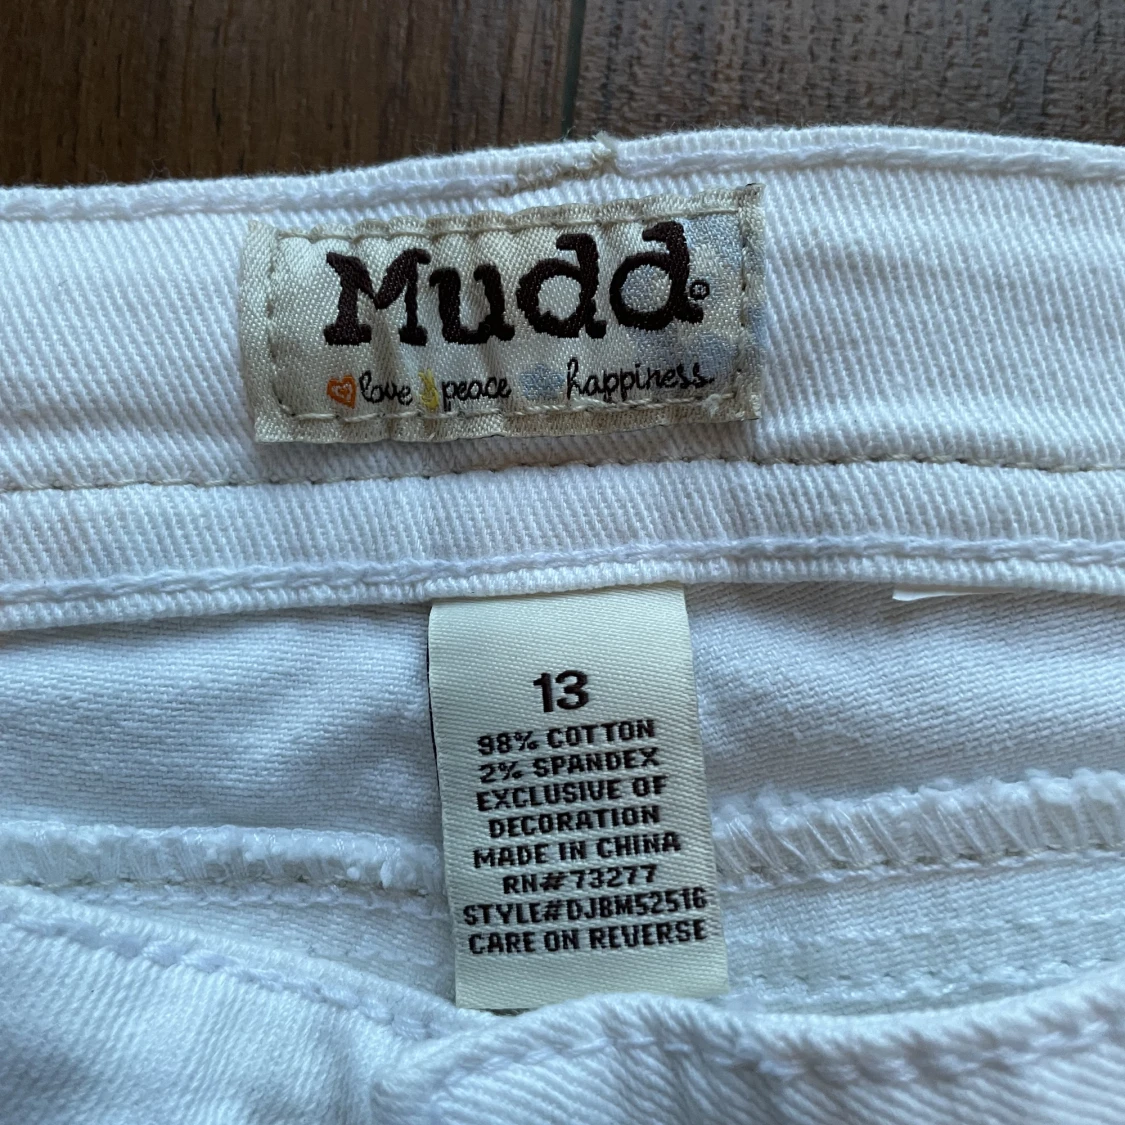 Mudd®
love peace happiness.
13
98% COTTON
2% SPANDEX
EXCLUSIVE OF
DECORATION
MADE IN CHINA
RN#73277
STYLE#DJBM52516
CARE ON REVERSE